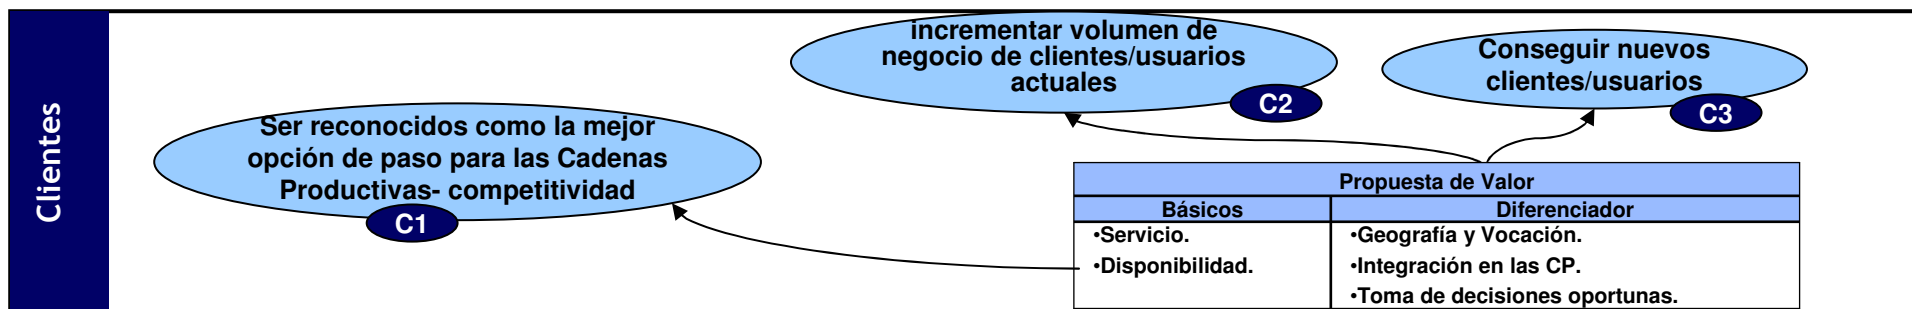 Clientes
Ser reconocidos como la mejor
opción de paso para las Cadenas
Productivas- competitividad
C1
incrementar volumen de
negocio de clientes/usuarios
actuales
C2
Conseguir nuevos
clientes/usuarios
C3
Propuesta de Valor
Básicos
Diferenciador
•Servicio.
•Disponibilidad.
•Geografía y Vocación.
•Integración en las CP.
•Toma de decisiones oportunas.